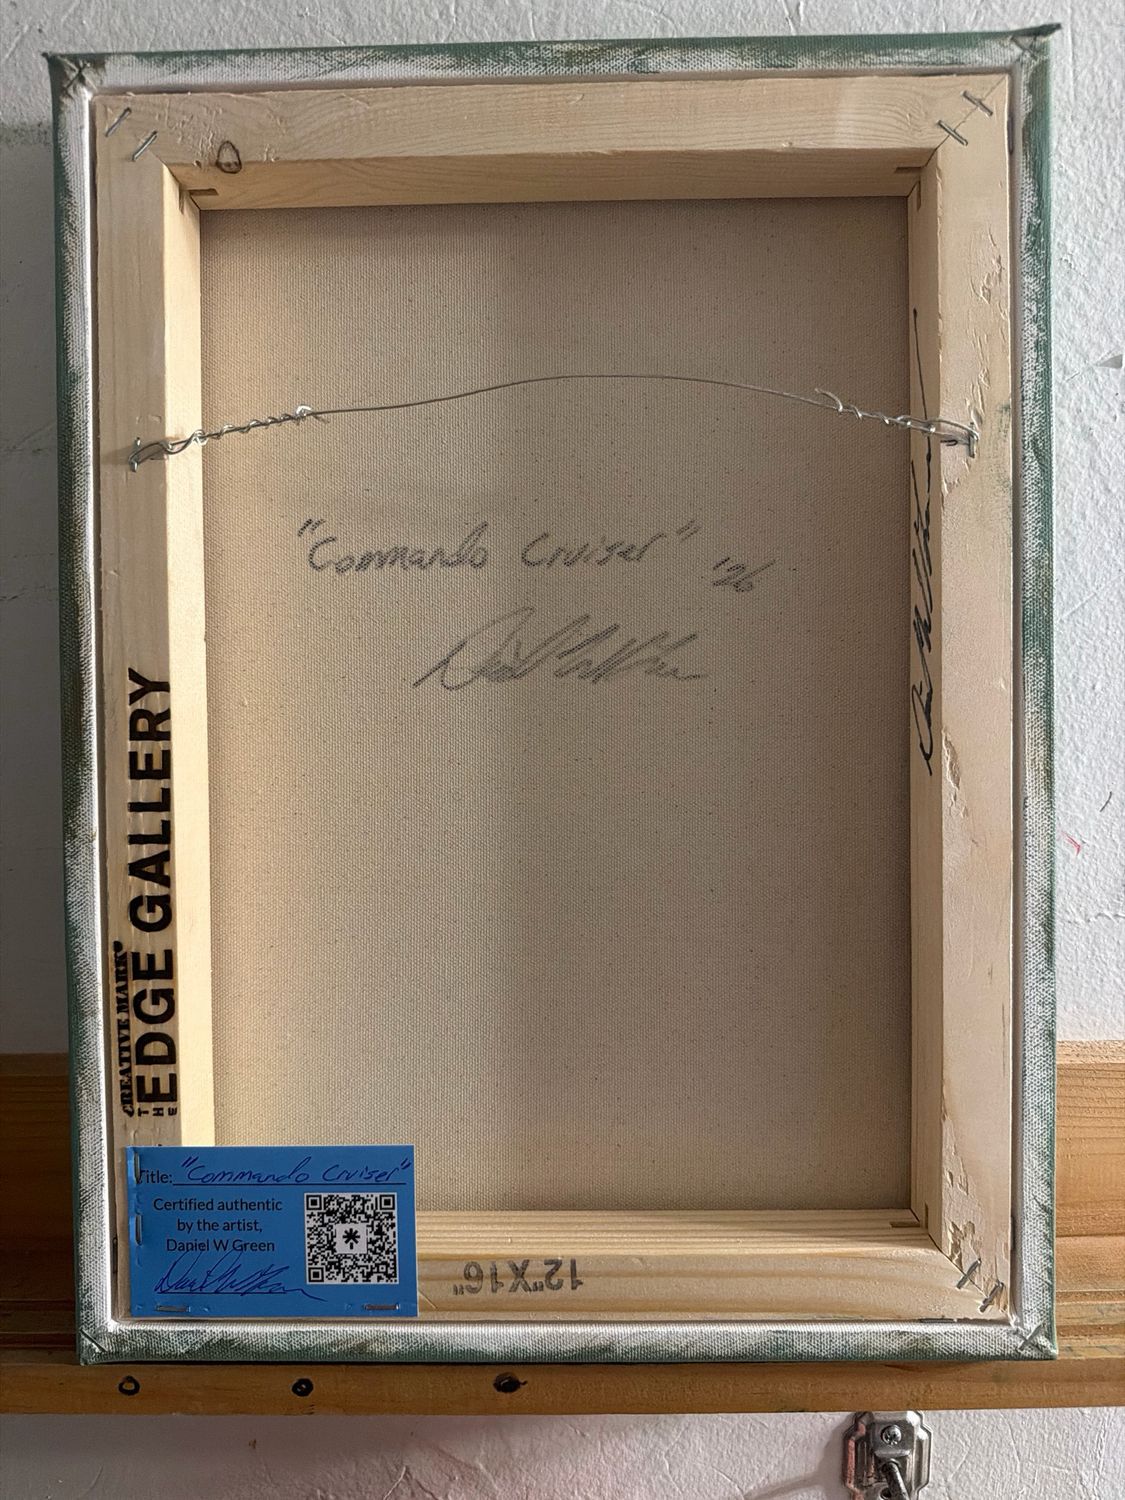 "Commando Cruiser" '26
CREATIVE MARK
THE EDGE GALLERY
Title: "Commando Cruiser"
Certified authentic
by the artist,
Daniel W Green
12"X16"